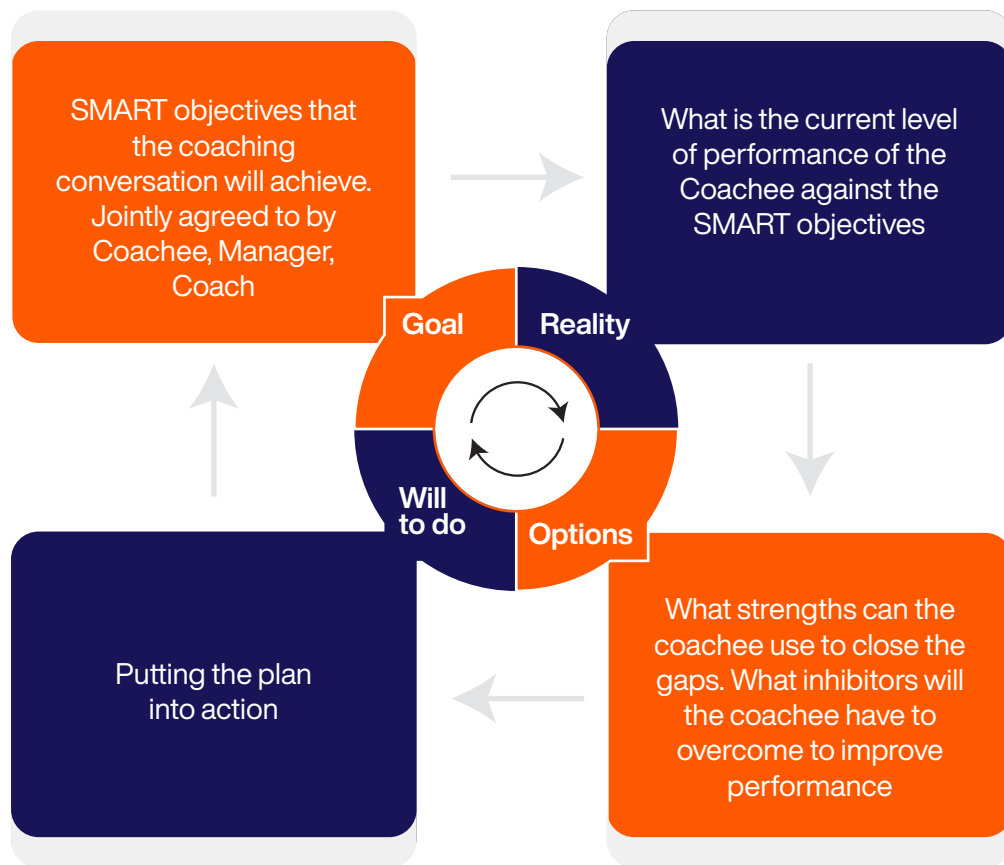 SMART objectives that
the coaching
conversation will achieve.
Jointly agreed to by
Coachee, Manager,
Coach
What is the current level
of performance of the
Coachee against the
SMART objectives
Goal
Reality
Will
to do
Options
Putting the plan
into action
What strengths can the
coachee use to close the
gaps. What inhibitors will
the coachee have to
overcome to improve
performance